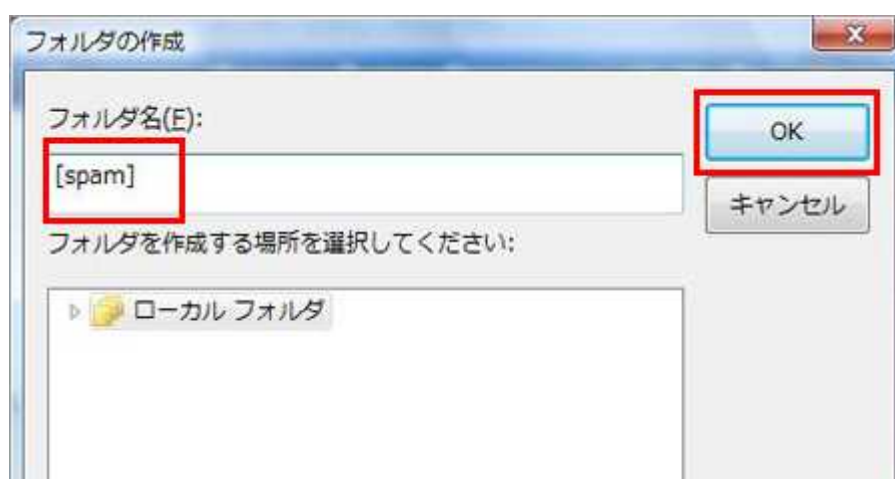 フォルダの作成
フォルダ名(F):
OK
[spam]
キャンセル
フォルダを作成する場所を選択してください:
ローカル フォルダ